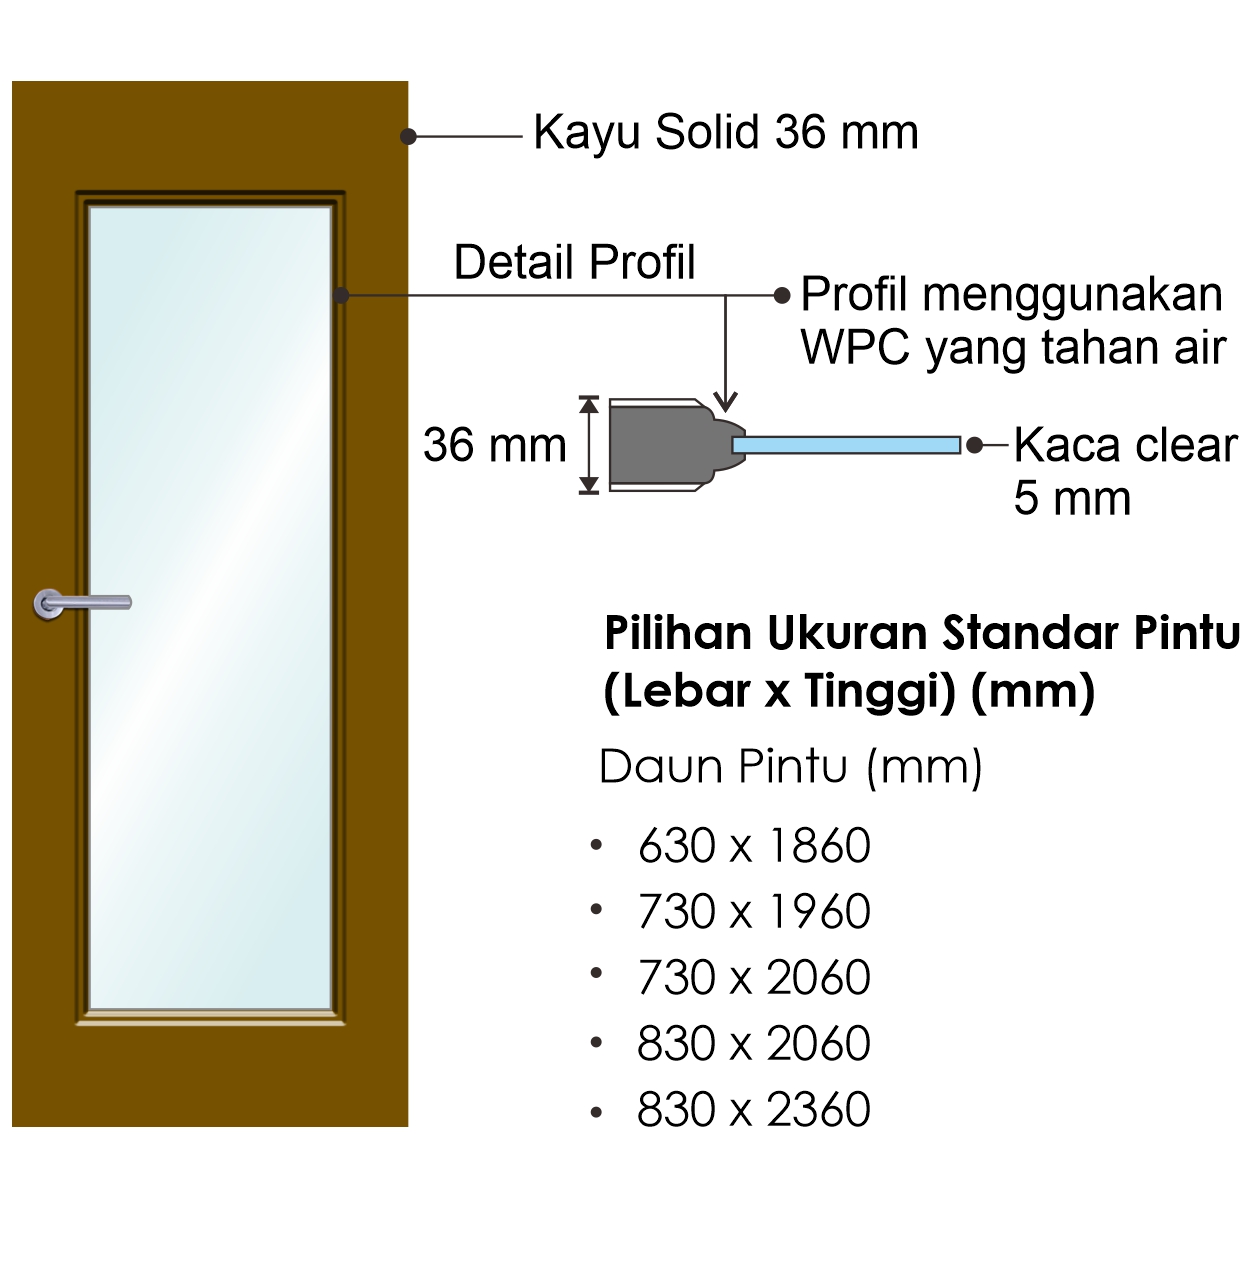 Kayu Solid 36 mm
Detail Profil
Profil menggunakan
WPC yang tahan air
36 mm
Kaca clear
5 mm
Pilihan Ukuran Standar Pintu
(Lebar x Tinggi) (mm)
Daun Pintu (mm)
• 630 x 1860
• 730 x 1960
• 730 x 2060
• 830 x 2060
• 830 x 2360